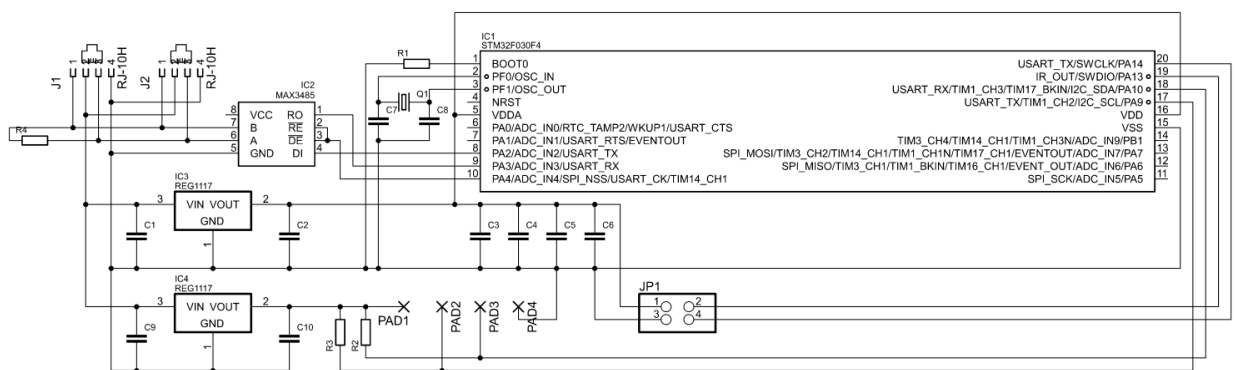 IC1
STM32F030F4
J1
1
2
3
4
RJ-10H
J2
1
2
3
4
RJ-10H
R1
1 BOOT0
2 PF0/OSC_IN
3 PF1/OSC_OUT
4 NRST
5 VDDA
6 PA0/ADC_IN0/RTC_TAMP2/WKUP1/USART_CTS
7 PA1/ADC_IN1/USART_RTS/EVENTOUT
8 PA2/ADC_IN2/USART_TX
9 PA3/ADC_IN3/USART_RX
10 PA4/ADC_IN4/SPI_NSS/USART_CK/TIM14_CH1
USART_TX/SWCLK/PA14 20
IR_OUT/SWDIO/PA13 19
USART_RX/TIM1_CH3/TIM17_BKIN/I2C_SDA/PA10 18
USART_TX/TIM1_CH2/I2C_SCL/PA9 17
VDD 16
VSS 15
TIM3_CH4/TIM14_CH1/TIM1_CH3N/ADC_IN9/PB1 14
SPI_MOSI/TIM3_CH2/TIM14_CH1/TIM1_CH1N/TIM17_CH1/EVENTOUT/ADC_IN7/PA7 13
SPI_MISO/TIM3_CH1/TIM1_BKIN/TIM16_CH1/EVENT_OUT/ADC_IN6/PA6 12
SPI_SCK/ADC_IN5/PA5 11
Q1
C7
C8
IC2
MAX3485
8 VCC RO 1
7 B RE 2
6 A DE 3
5 GND DI 4
R4
IC3
REG1117
3 VIN VOUT 2
GND
1
C1
C2
C3
C4
C5
C6
IC4
REG1117
3 VIN VOUT 2
GND
1
C9
C10
R3
R2
PAD1
PAD2
PAD3
PAD4
JP1
1 2
3 4